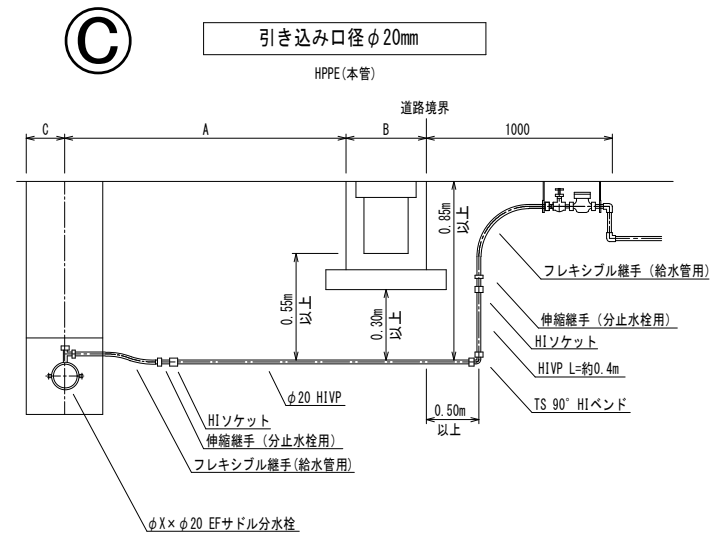 C
引き込み口径φ20mm
HPPE(本管)
道路境界
C
A
B
1000
0.85m
以上
0.55m
以上
0.30m
以上
フレキシブル継手(給水管用)
伸縮継手(分止水栓用)
HIソケット
HIVP L=約0.4m
TS 90°HIベンド
0.50m
以上
φ20 HIVP
HIソケット
伸縮継手(分止水栓用)
フレキシブル継手(給水管用)
φX×φ20 EFサドル分水栓